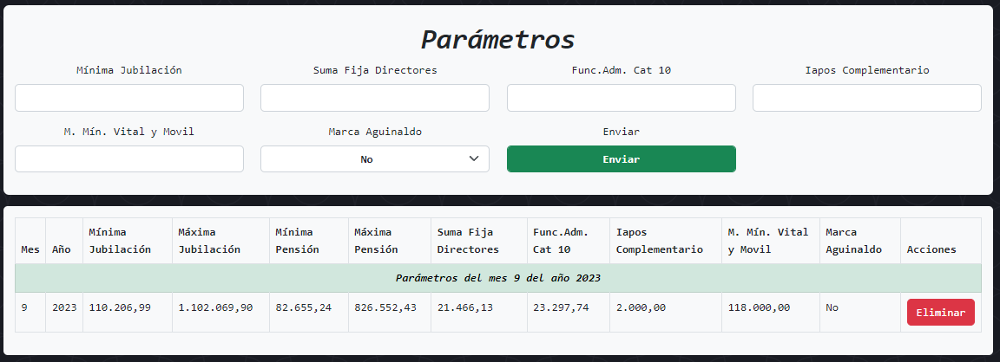 Parámetros
Mínima Jubilación Suma Fija Directores Func.Adm. Cat 10 Iapos Complementario
M. Mín. Vital y Movil Marca Aguinaldo Enviar
No Enviar
Mes Año Mínima Jubilación Máxima Jubilación Mínima Pensión Máxima Pensión Suma Fija Directores Func.Adm. Cat 10 Iapos Complementario M. Mín. Vital y Movil Marca Aguinaldo Acciones
Parámetros del mes 9 del año 2023
9 2023 110.206,99 1.102.069,90 82.655,24 826.552,43 21.466,13 23.297,74 2.000,00 118.000,00 No Eliminar